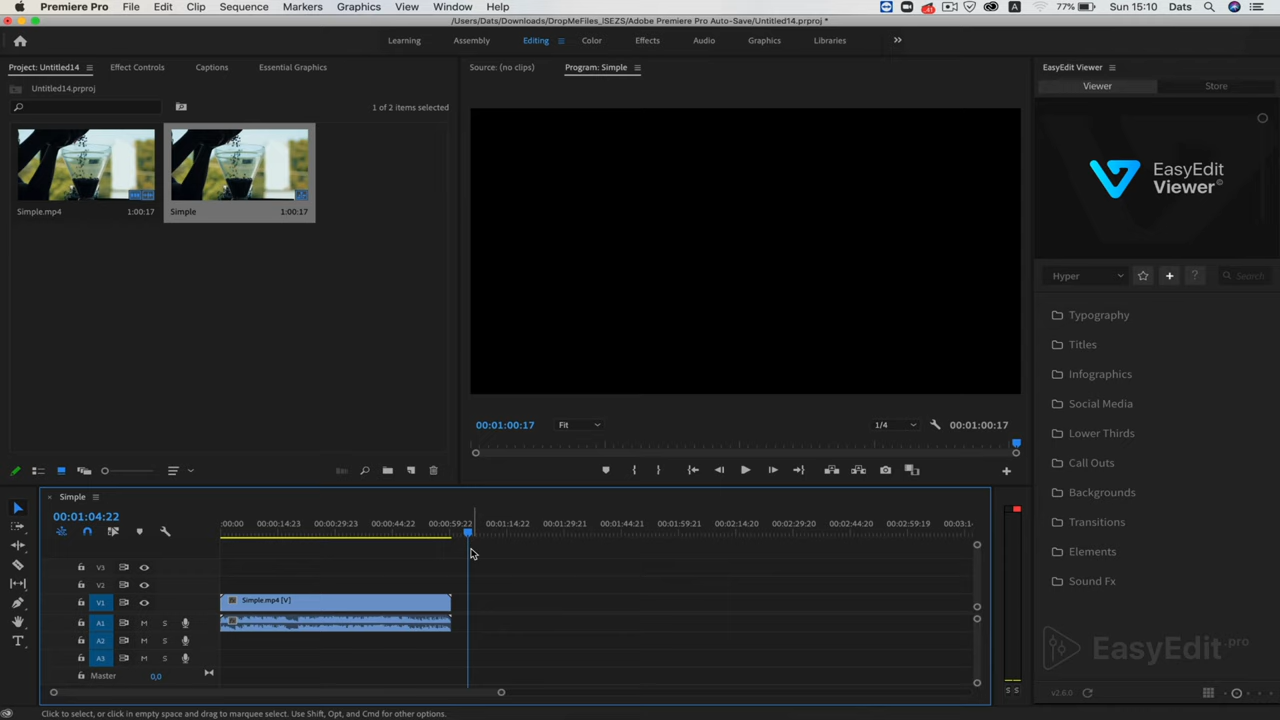 Premiere Pro File Edit Clip Sequence Markers Graphics View Window Help A 77% Sun 15:10 Dats
/Users/Dats/Downloads/DropMeFiles_ISEZS/Adobe Premiere Pro Auto-Save/Untitled14.prproj *
Learning Assembly Editing Color Effects Audio Graphics Libraries
Project: Untitled14 Effect Controls Captions Essential Graphics Source: (no clips) Program: Simple EasyEdit Viewer
Untitled14.prproj Viewer Store
1 of 2 items selected
EasyEdit
Viewer©
Simple.mp4 1:00:17 Simple 1:00:17
Hyper ? Search
Typography
Titles
Infographics
Social Media
Lower Thirds
Call Outs
Backgrounds
Transitions
Elements
Sound Fx
00:01:00:17 Fit 1/4 00:01:00:17
Simple
00:01:04:22
:00:00 00:00:14:23 00:00:29:23 00:00:44:22 00:00:59:22 00:01:14:22 00:01:29:21 00:01:44:21 00:01:59:21 00:02:14:20 00:02:29:20 00:02:44:20 00:02:59:19 00:03:1
V3
V2
V1 Simple.mp4 [V]
A1 M S
A2 M S
A3 M S
Master 0,0
S S
EasyEdit.pro
v2.6.0
Click to select, or click in empty space and drag to marquee select. Use Shift, Opt, and Cmd for other options.